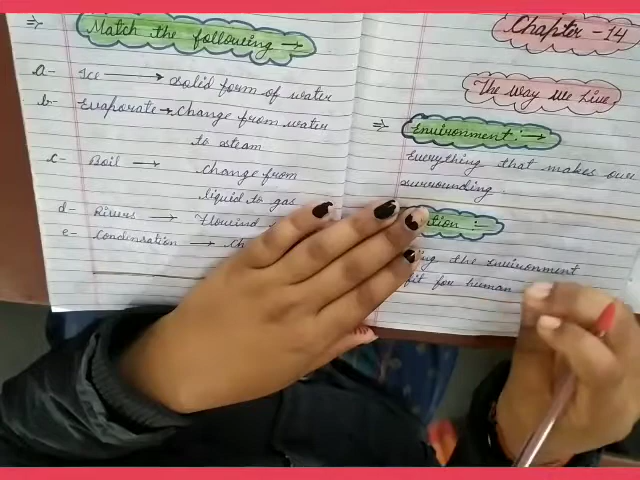 ⇒ Match the following →
a- Ice → solid form of water
b- Evaporate → change from water
to steam
c- Boil → change from
liquid to gas
d- Rivers →
e- Condensation →
Chapter - 14
The Way We Live.
⇒ Environment :- →
Everything that makes our
surrounding.
the environment
fit for human